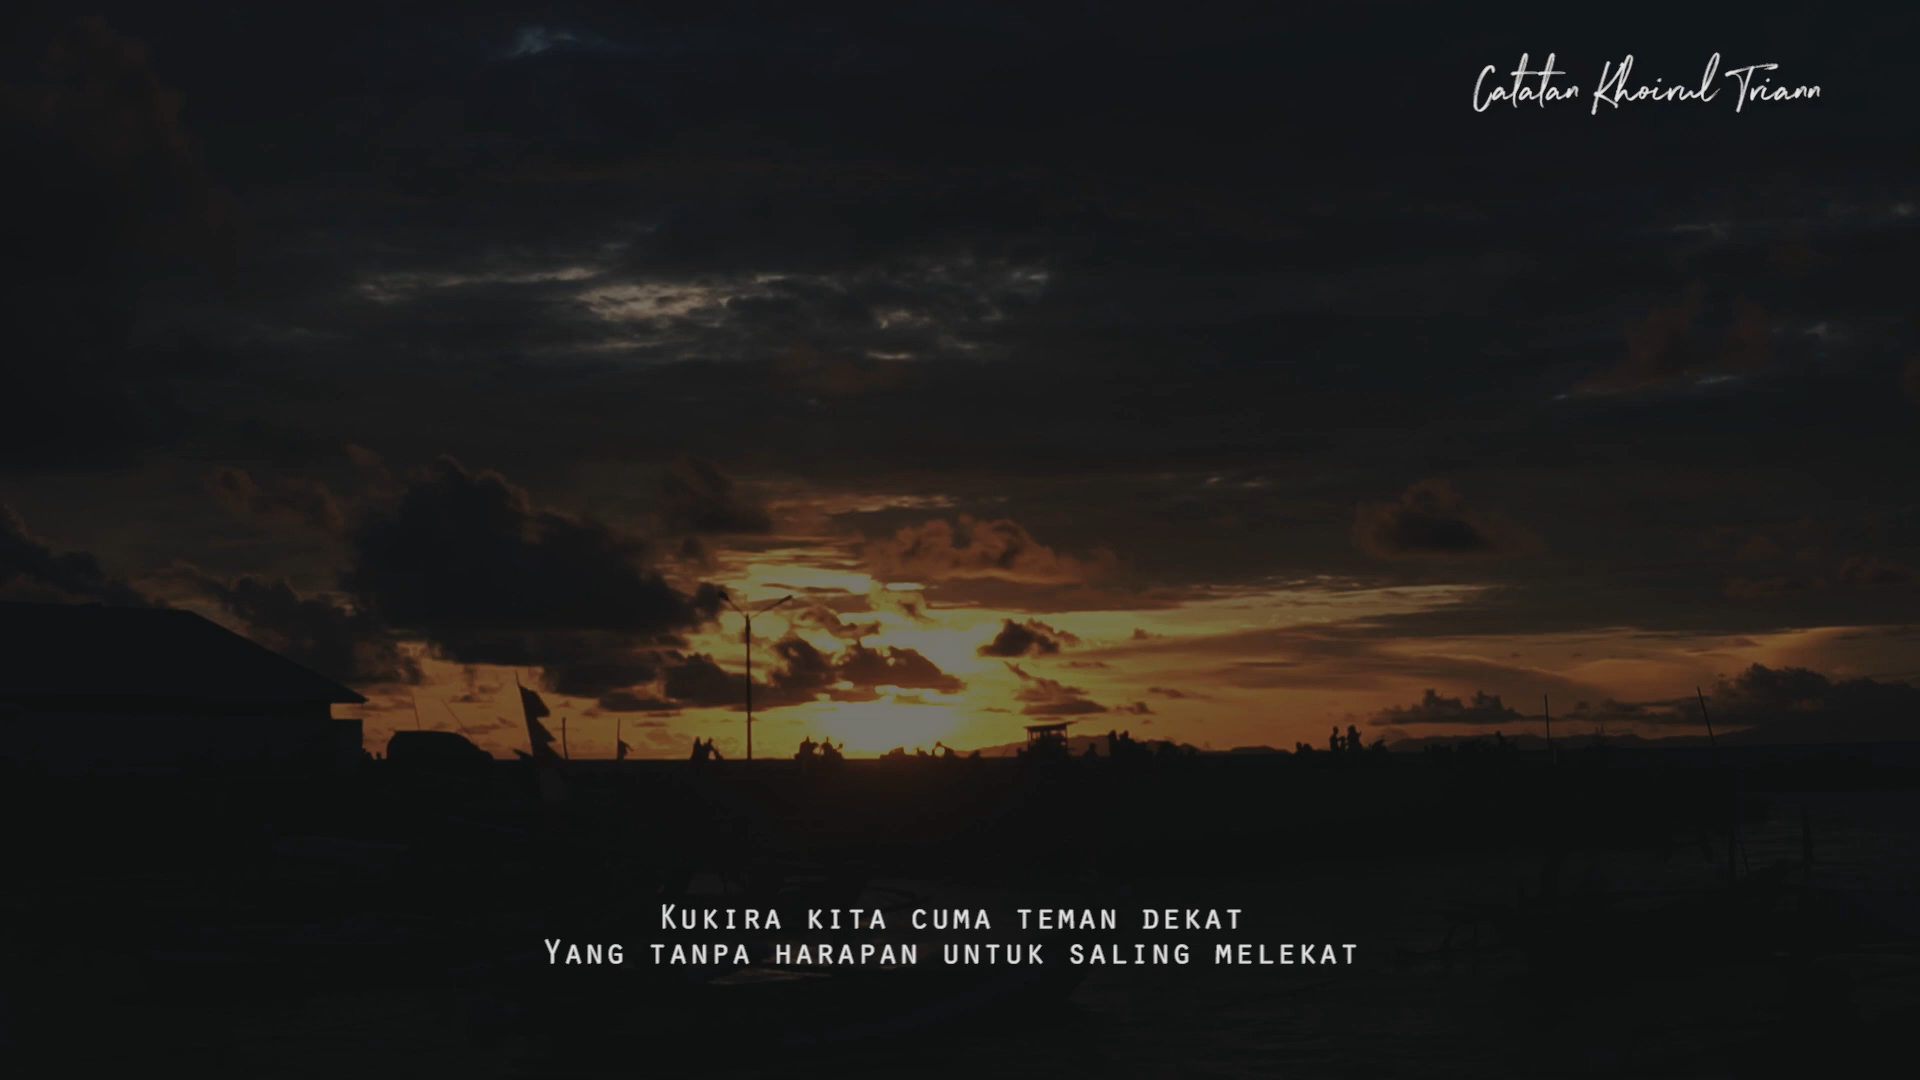 Catatan Khoirul Triann
Kukira kita cuma teman dekat
Yang tanpa harapan untuk saling melekat